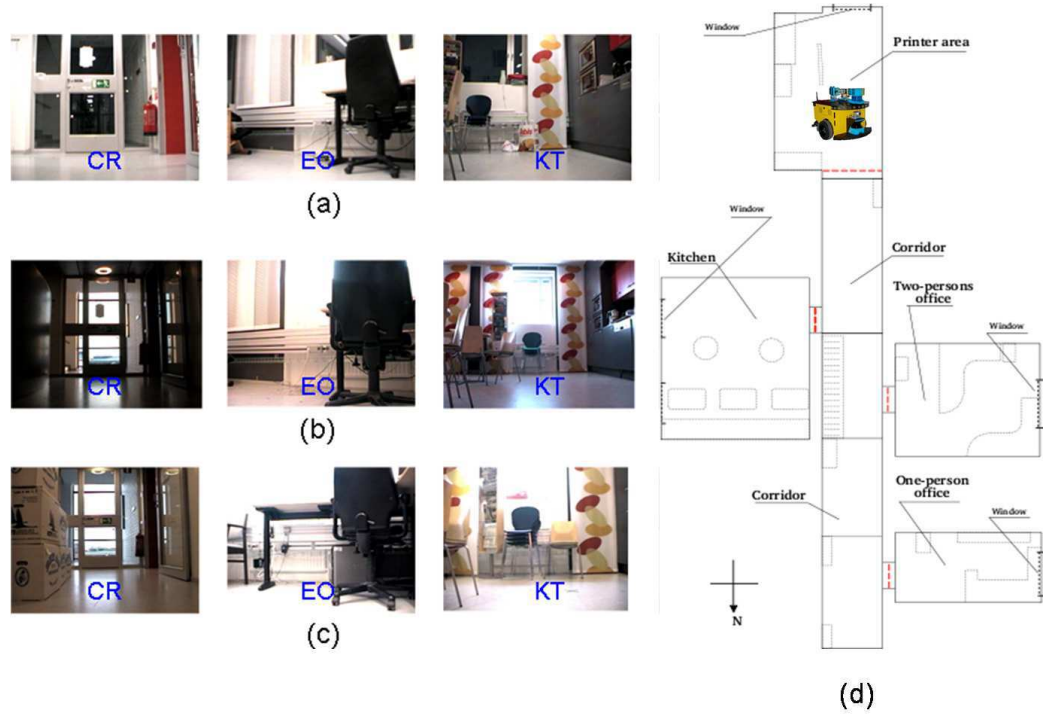 CR
EO
KT
(a)
CR
EO
KT
(b)
CR
EO
KT
(c)
Window
Printer area
Window
Kitchen
Corridor
Two-persons
office
Window
Corridor
One-person
office
Window
N
(d)